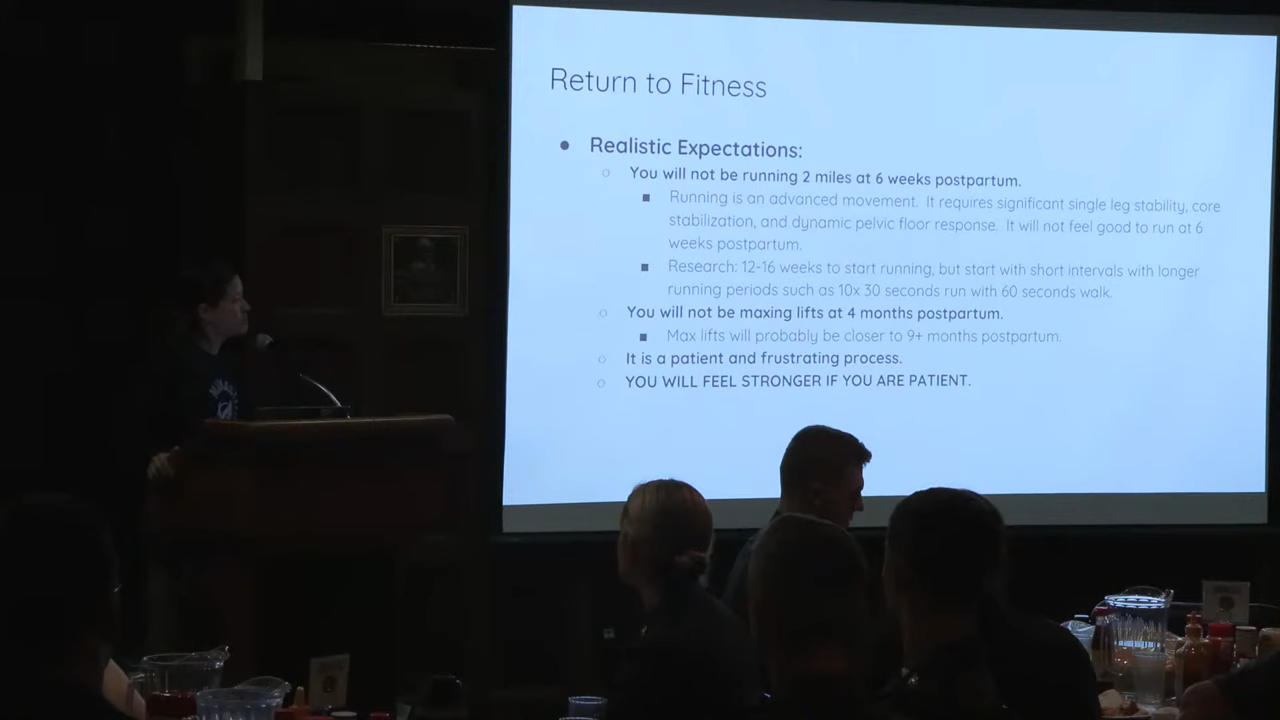 Return to Fitness
● Realistic Expectations:
○ You will not be running 2 miles at 6 weeks postpartum.
■ Running is an advanced movement. It requires significant single leg stability, core
stabilization, and dynamic pelvic floor response. It will not feel good to run at 6
weeks postpartum.
■ Research: 12-16 weeks to start running, but start with short intervals with longer
running periods such as 10x 30 seconds run with 60 seconds walk.
○ You will not be maxing lifts at 4 months postpartum.
■ Max lifts will probably be closer to 9+ months postpartum.
○ It is a patient and frustrating process.
○ YOU WILL FEEL STRONGER IF YOU ARE PATIENT.